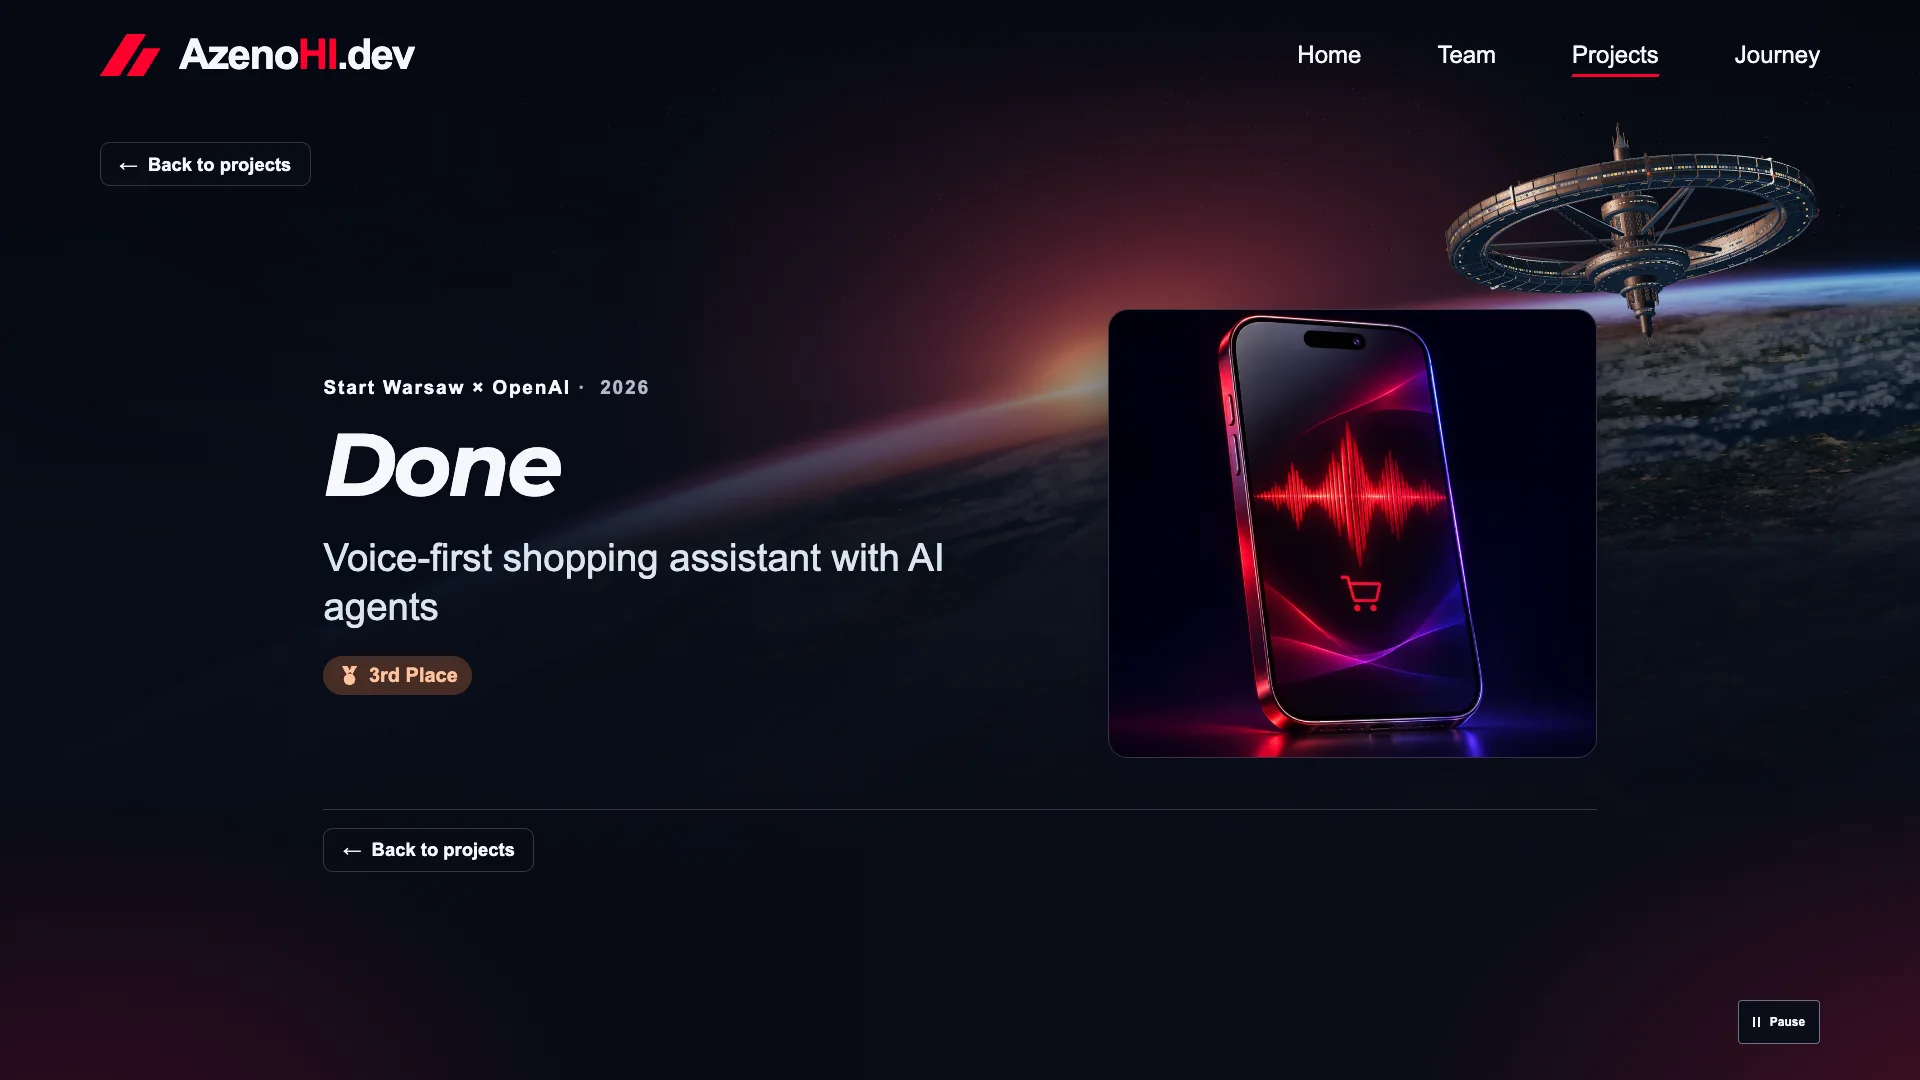 AzenoHI.dev
Home
Team
Projects
Journey
← Back to projects
Start Warsaw × OpenAI · 2026
Done
Voice-first shopping assistant with AI
agents
3rd Place
← Back to projects
Pause